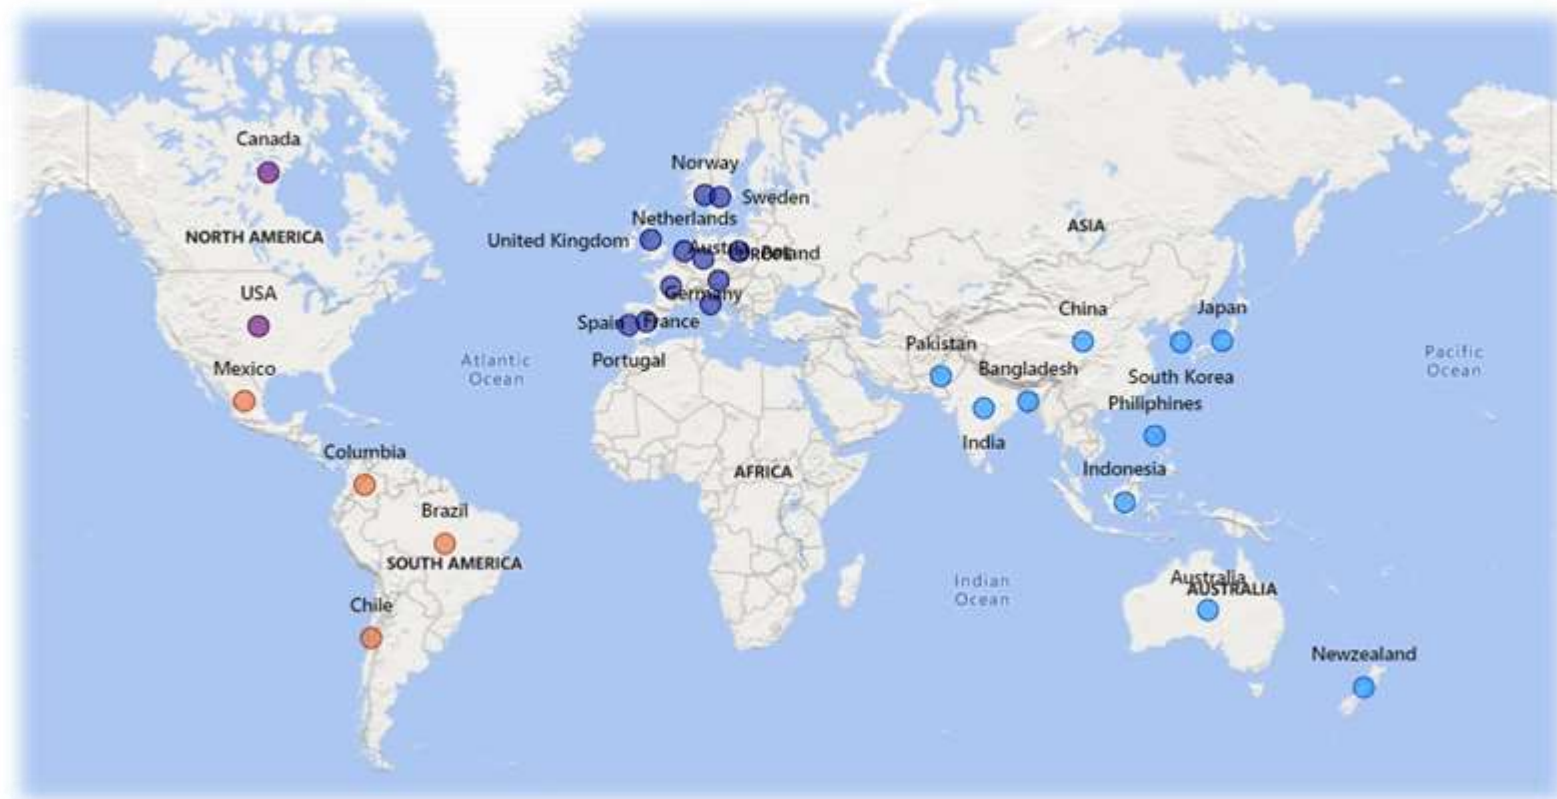 Canada
Norway
Sweden
Netherlands
ASIA
NORTH AMERICA
United Kingdom
Poland
USA
Germany
China
Japan
Spain
France
Pakistan
Portugal
Atlantic
Ocean
Pacific
Ocean
Mexico
Bangladesh
South Korea
Philiphines
India
Columbia
AFRICA
Indonesia
Brazil
SOUTH AMERICA
Indian
Ocean
Australia
AUSTRALIA
Chile
Newzealand